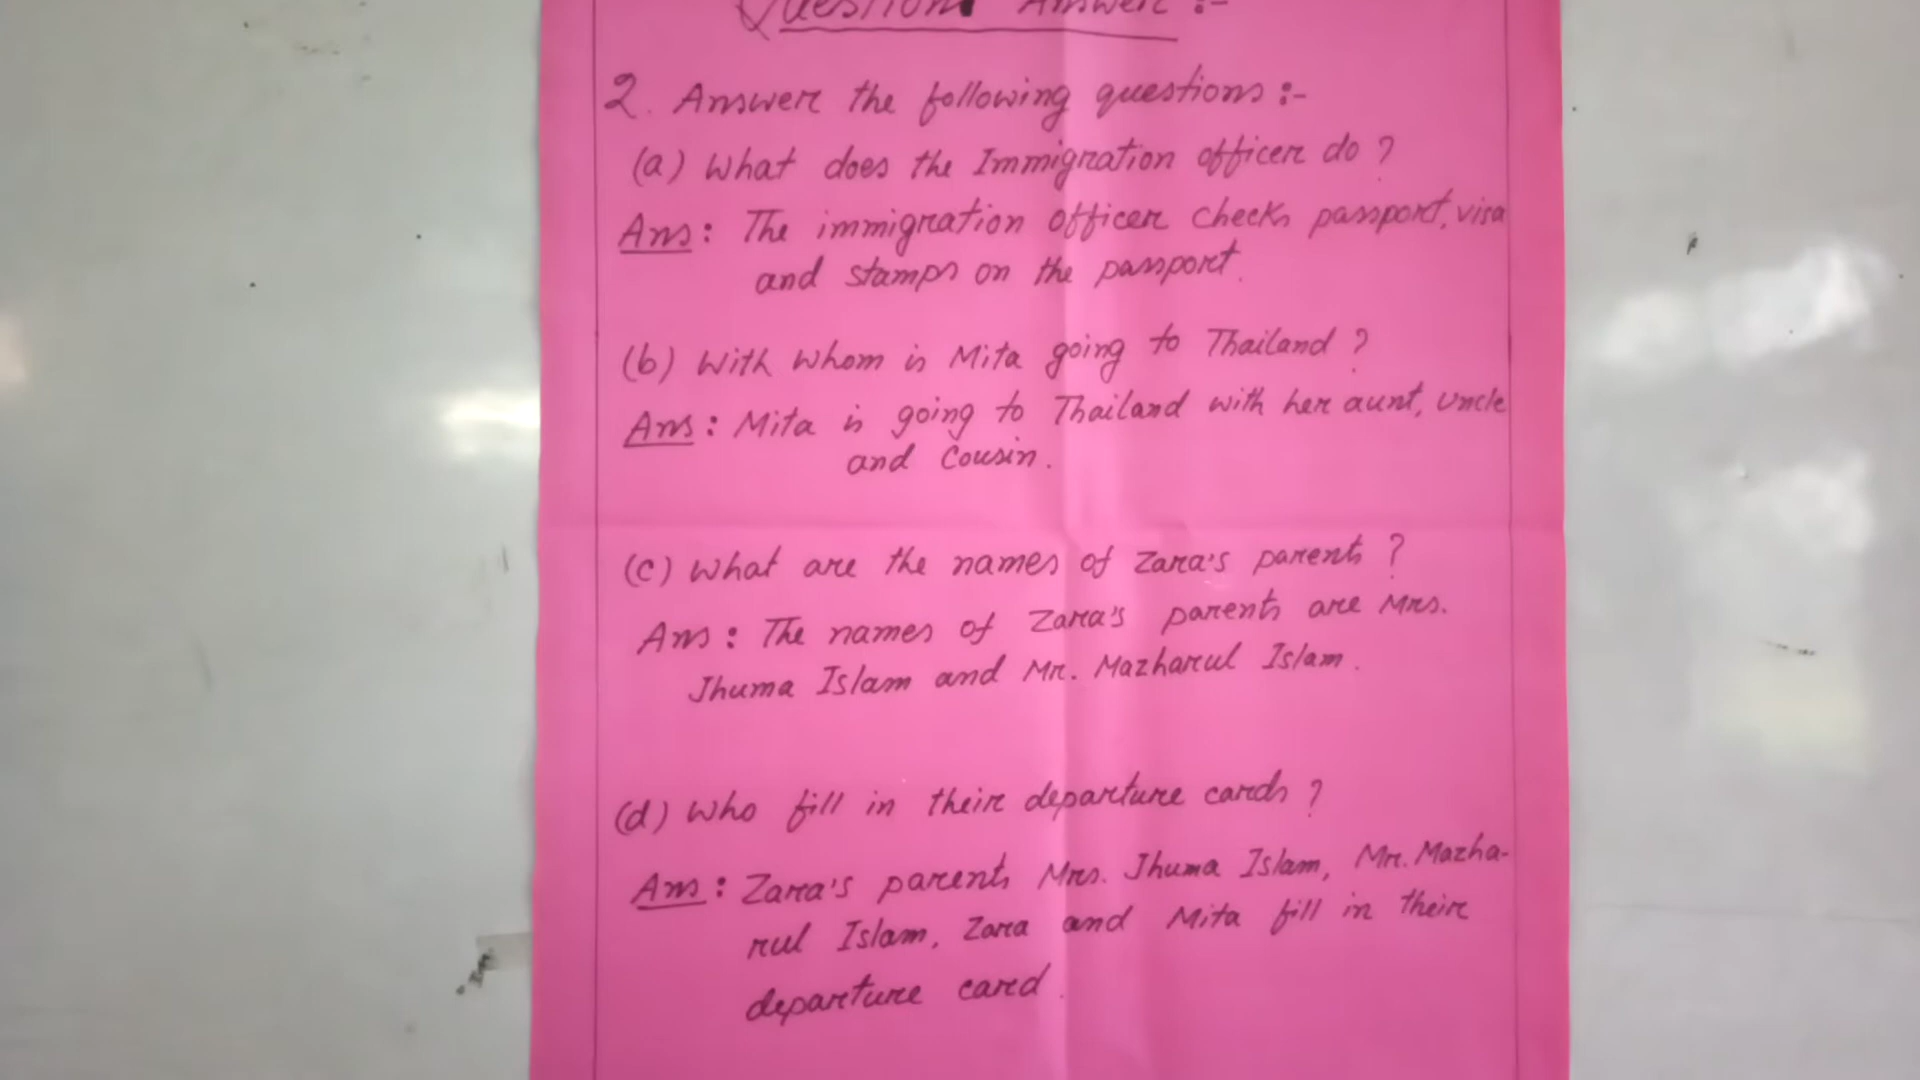 Question Answer :-
2. Answer the following questions :-
(a) What does the Immigration officer do ?
Ans : The immigration officer checks passport, visa
and stamps on the passport.
(b) With whom is Mita going to Thailand ?
Ans : Mita is going to Thailand with her aunt, uncle
and Cousin.
(c) What are the names of Zara's parents ?
Ans : The names of Zara's parents are Mrs.
Jhuma Islam and Mr. Mazharul Islam.
(d) Who fill in their departure cards ?
Ans : Zara's parents Mrs. Jhuma Islam, Mr. Mazha-
rul Islam, Zara and Mita fill in their
departure card.